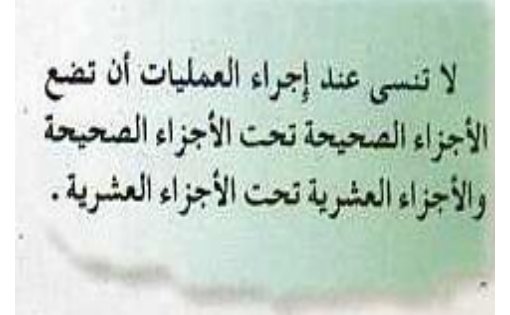 لا تنسى عند إجراء العمليات أن تضع
الأجزاء الصحيحة تحت الأجزاء الصحيحة
والأجزاء العشرية تحت الأجزاء العشرية .